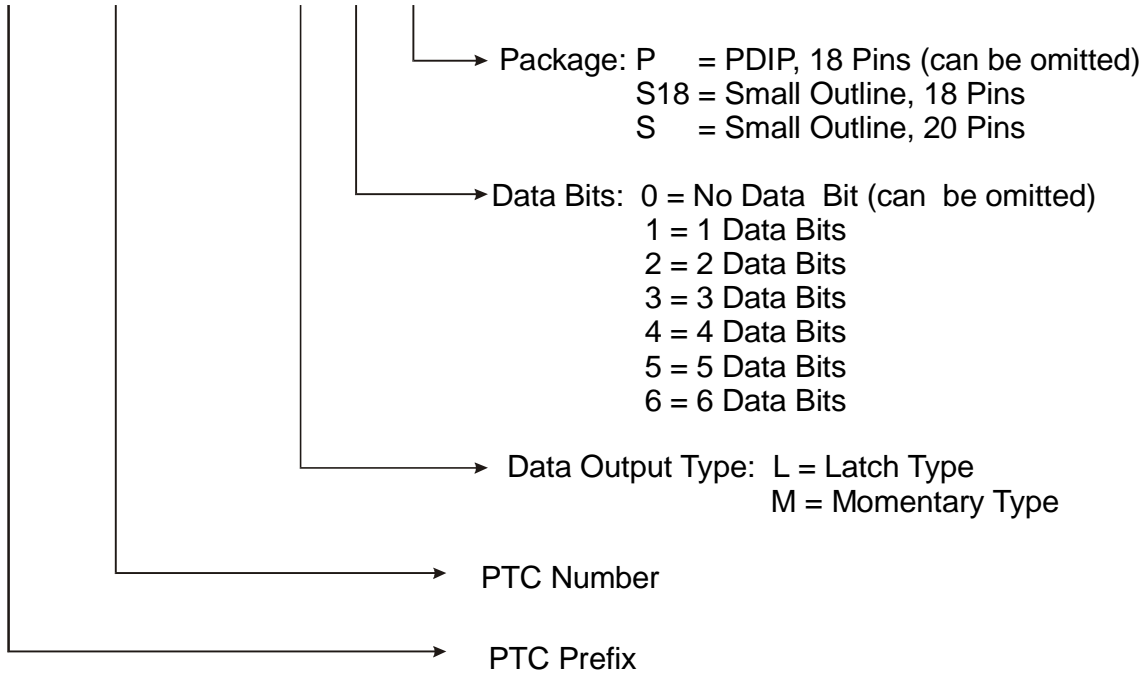 Package: P = PDIP, 18 Pins (can be omitted)
S18 = Small Outline, 18 Pins
S = Small Outline, 20 Pins
Data Bits: 0 = No Data Bit (can be omitted)
1 = 1 Data Bits
2 = 2 Data Bits
3 = 3 Data Bits
4 = 4 Data Bits
5 = 5 Data Bits
6 = 6 Data Bits
Data Output Type: L = Latch Type
M = Momentary Type
PTC Number
PTC Prefix